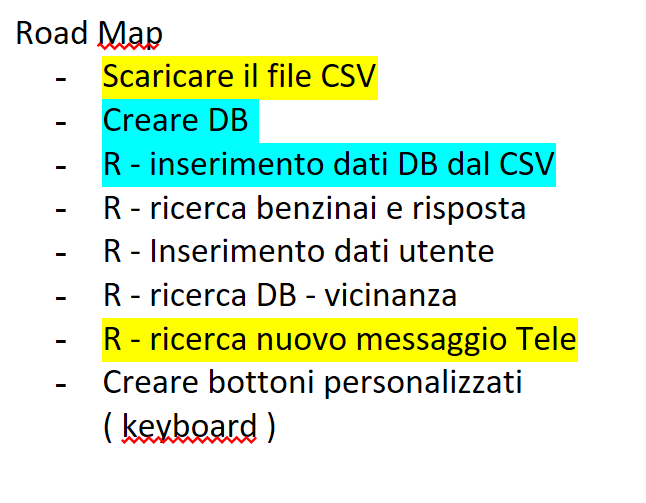 Road Map
- Scaricare il file CSV
- Creare DB
- R - inserimento dati DB dal CSV
- R - ricerca benzinai e risposta
- R - Inserimento dati utente
- R - ricerca DB - vicinanza
- R - ricerca nuovo messaggio Tele
- Creare bottoni personalizzati
( keyboard )